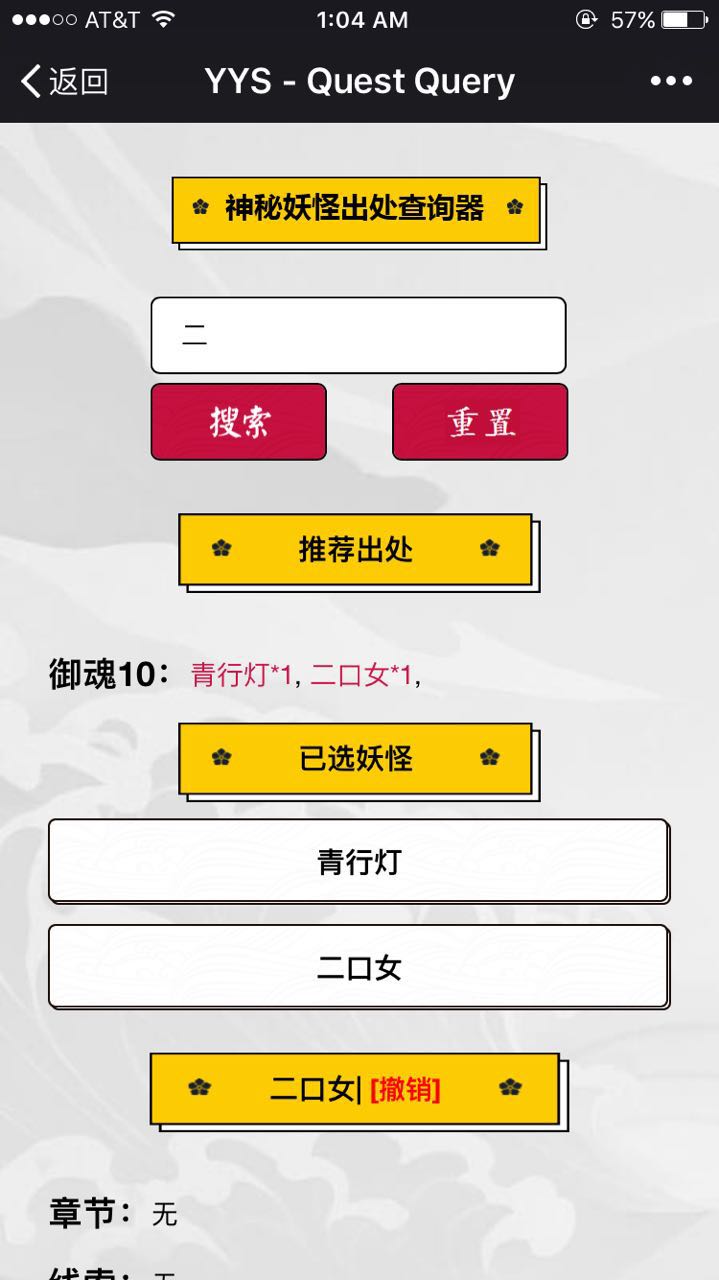 AT&T 1:04 AM 57%
返回 YYS - Quest Query
神秘妖怪出处查询器
二
搜索 重置
推荐出处
御魂10： 青行灯*1, 二口女*1,
已选妖怪
青行灯
二口女
二口女| [撤销]
章节： 无
线索： 无